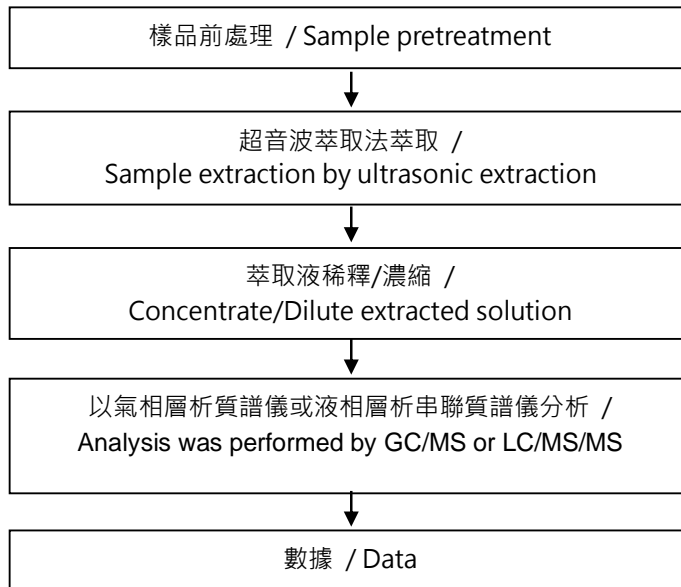 樣品前處理 / Sample pretreatment
超音波萃取法萃取 /
Sample extraction by ultrasonic extraction
萃取液稀釋/濃縮 /
Concentrate/Dilute extracted solution
以氣相層析質譜儀或液相層析串聯質譜儀分析 /
Analysis was performed by GC/MS or LC/MS/MS
數據 / Data